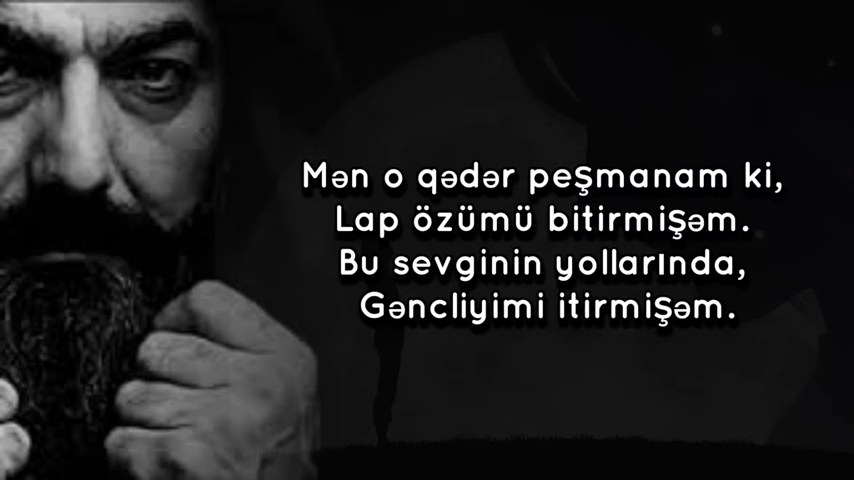 Mən o qədər peşmanam ki,
Lap özümü bitirmişəm.
Bu sevginin yollarında,
Gəncliyimi itirmişəm.